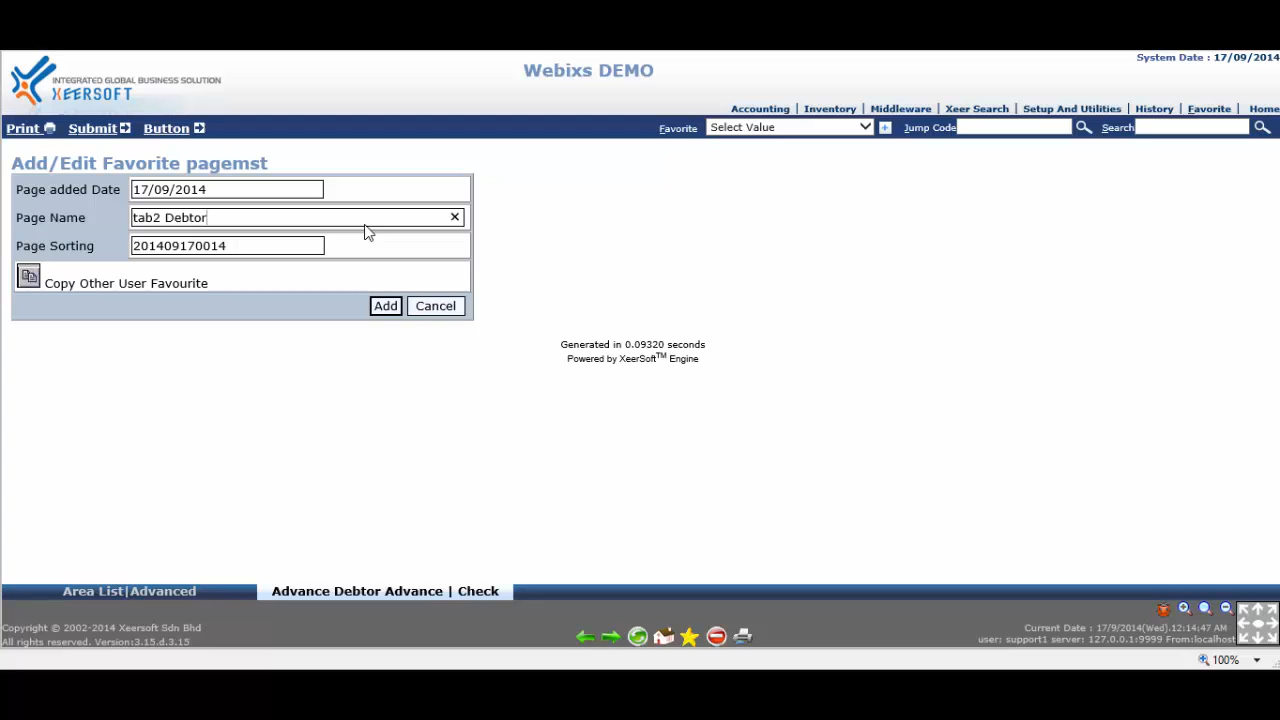 System Date : 17/09/2014
INTEGRATED GLOBAL BUSINESS SOLUTION
XEERSOFT
Webixs DEMO
Accounting | Inventory | Middleware | Xeer Search | Setup And Utilities | History | Favorite | Home
Print Submit Button Favorite Select Value Jump Code Search
Add/Edit Favorite pagemst
Page added Date 17/09/2014
Page Name tab2 Debtor
Page Sorting 201409170014
Copy Other User Favourite
Add Cancel
Generated in 0.09320 seconds
Powered by XeerSoft™ Engine
Area List|Advanced Advance Debtor Advance | Check
Copyright © 2002-2014 Xeersoft Sdn Bhd
All rights reserved. Version:3.15.d.3.15
Current Date : 17/9/2014(Wed).12:14:47 AM
user: support1 server: 127.0.0.1:9999 From:localhost
100%